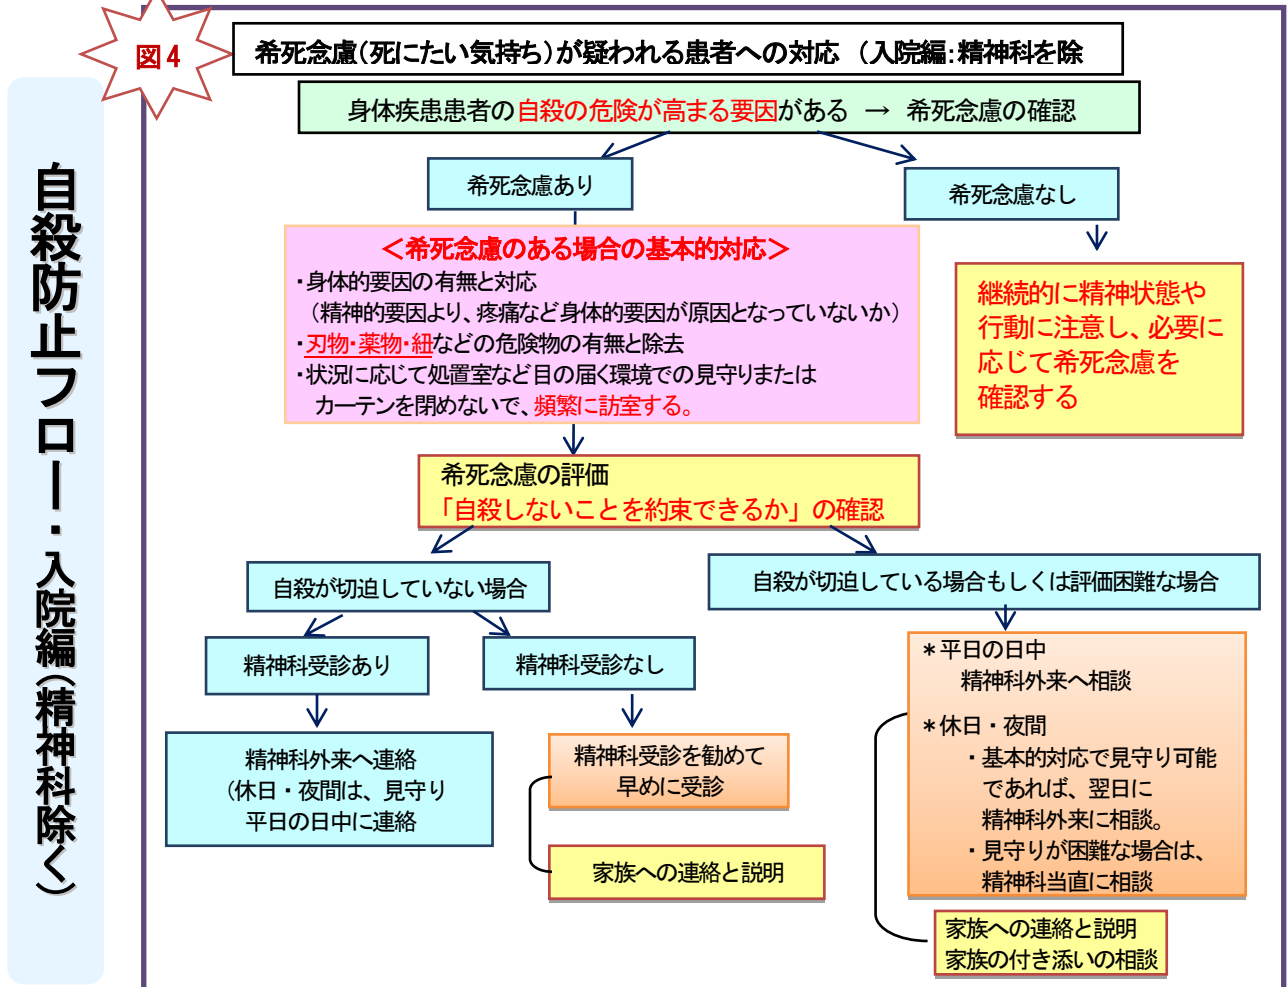 図4
希死念慮（死にたい気持ち）が疑われる患者への対応 （入院編：精神科を除
自殺防止フロー・入院編（精神科除く）
身体疾患患者の自殺の危険が高まる要因がある → 希死念慮の確認
希死念慮あり
希死念慮なし
＜希死念慮のある場合の基本的対応＞
・身体的要因の有無と対応
（精神的要因より、疼痛など身体的要因が原因となっていないか）
・刃物・薬物・紐などの危険物の有無と除去
・状況に応じて処置室など目の届く環境での見守りまたは
カーテンを閉めないで、頻繁に訪室する。
継続的に精神状態や
行動に注意し、必要に
応じて希死念慮を
確認する
希死念慮の評価
「自殺しないことを約束できるか」の確認
自殺が切迫していない場合
自殺が切迫している場合もしくは評価困難な場合
精神科受診あり
精神科受診なし
精神科外来へ連絡
（休日・夜間は、見守り
平日の日中に連絡
精神科受診を勧めて
早めに受診
家族への連絡と説明
＊平日の日中
精神科外来へ相談
＊休日・夜間
・基本的対応で見守り可能
であれば、翌日に
精神科外来に相談。
・見守りが困難な場合は、
精神科当直に相談
家族への連絡と説明
家族の付き添いの相談